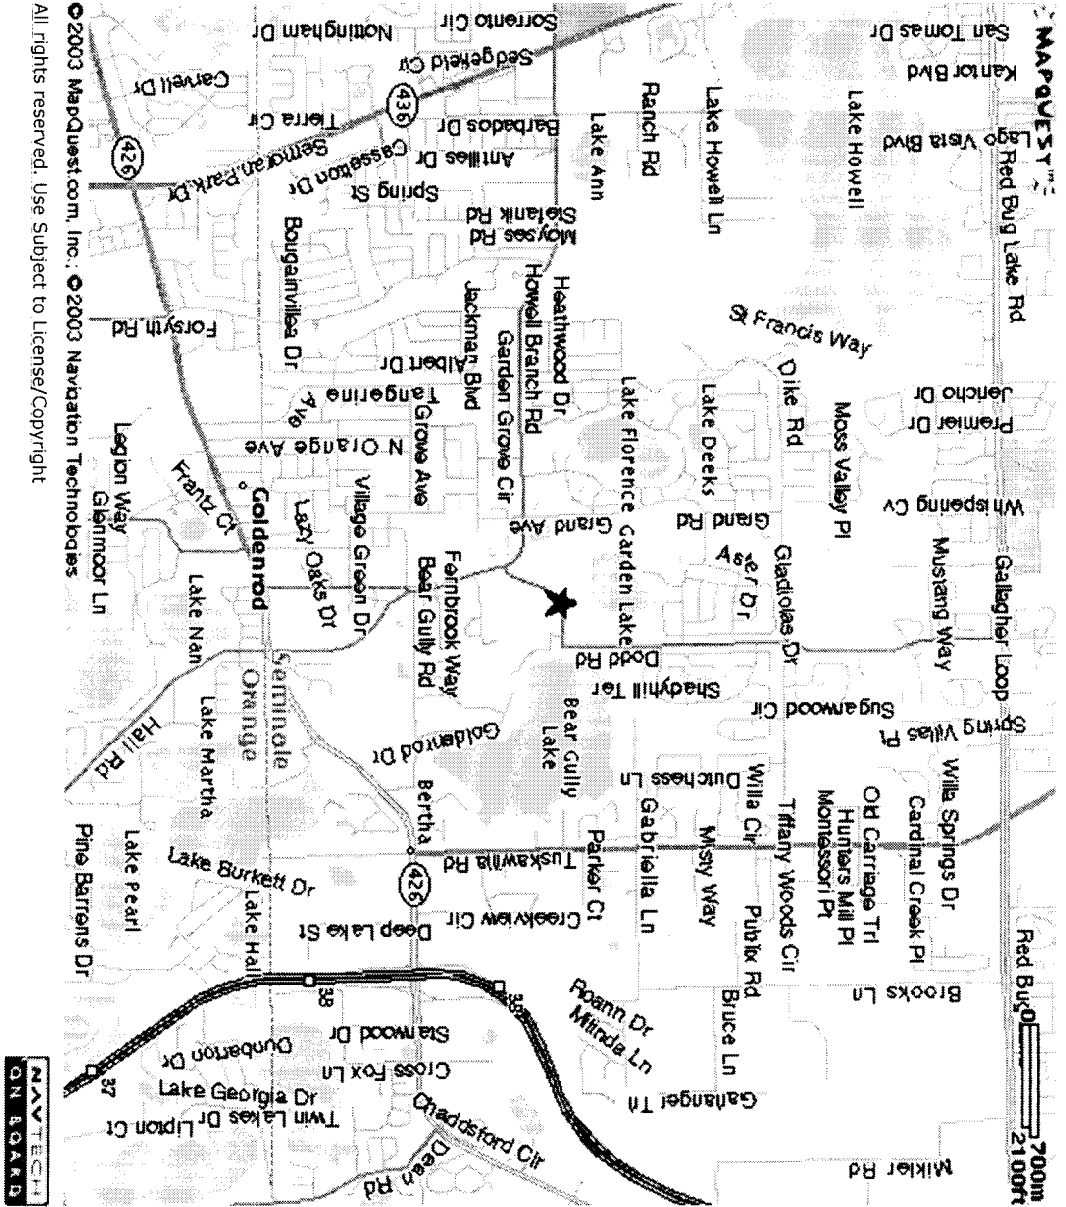 MAPQUEST
San Tomas Dr
Kantor Blvd
Lago Vista Blvd
Red Bug Lake Rd
Jericho Dr
Premier Dr
Whispering Cv
Gallagher Loop
Mustang Way
Spring Villas Pt
Willa Springs Dr
Cardinal Creek Pl
Old Carriage Trl
Hunters Mill Pl
Montessori Pt
Red Bug
0
700m
2100ft
Brooks Ln
Mikler Rd
Lake Howell
Lake Howell Ln
Ranch Rd
Lake Ann
St Francis Way
Dike Rd
Moss Valley Pl
Lake Deeks
Lake Florence
Garden Lake
Grand Rd
Aster Dr
Gladiolas Dr
Sugarwood Cir
Dodd Rd
Shadyhill Ter
Bear Gully
Lake
Dutchess Ln
Willa Cir
Tiffany Woods Cir
Misty Way
Gabriella Ln
Parker Ct
Publix Rd
Bruce Ln
Roann Dr
Milinda Ln
Galiangel Trl
Sorrento Cir
Sedgefield Cv
Nottingham Dr
Carvell Dr
436
Barbados Dr
Tierra Cir
Antilles Dr
Casselton Dr
Semoran Park Dr
Spring St
Stefanik Rd
Moyses Rd
426
Bougainvillea Dr
Forsyth Rd
Heathwood Dr
Howell Branch Rd
Garden Grove Cir
Jackman Blvd
Albert Dr
Tangerine
Ave
Grove Ave
N Orange Ave
Grand Ave
Village Green Dr
Lazy Oaks Dr
Goldenrod
Frantz Ct
Legion Way
Glenmoor Ln
Fernbrook Way
Bear Gully Rd
Lake Nan
Seminole
Orange
Lake Martha
Hall Rd
Goldenrod Dr
Bertha
Tuskawilla Rd
426
Creekview Cir
Deep Lake St
Lake Burkett Dr
Lake Hall
Lake Pearl
Pine Barrens Dr
39
38
37
Starwood Dr
Dunbarton Dr
Cross Fox Ln
Lake Georgia Dr
Twin Lakes Dr
Lipton Ct
Chaddsford Cir
Dean Rd
©2003 MapQuest.com, Inc.; ©2003 Navigation Technologies
All rights reserved. Use Subject to License/Copyright
NAVTECH
ON BOARD